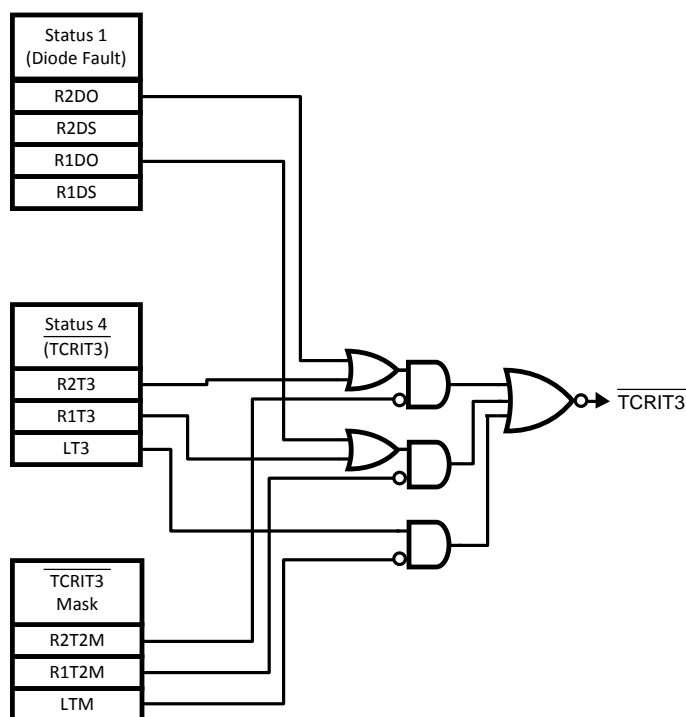 Status 1
(Diode Fault)
R2DO
R2DS
R1DO
R1DS
Status 4
(TCRIT3)
R2T3
R1T3
LT3
TCRIT3
TCRIT3
Mask
R2T2M
R1T2M
LTM